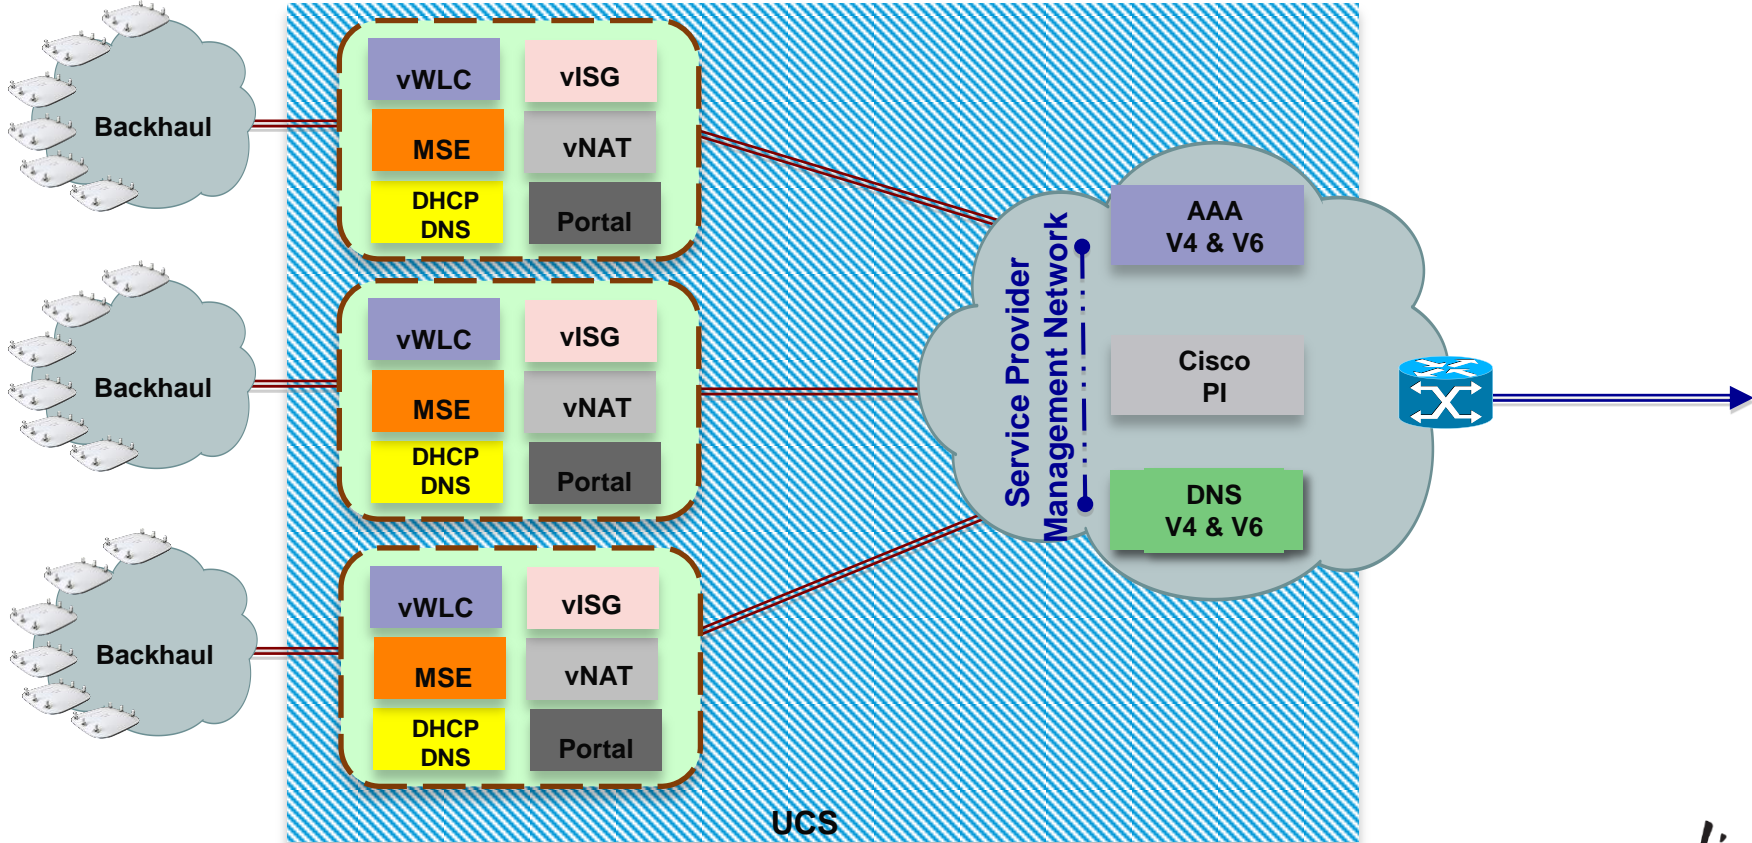 Backhaul
vWLC
vISG
MSE
vNAT
DHCP
DNS
Portal
Backhaul
vWLC
vISG
MSE
vNAT
DHCP
DNS
Portal
Backhaul
vWLC
vISG
MSE
vNAT
DHCP
DNS
Portal
Service Provider
Management Network
AAA
V4 & V6
Cisco
PI
DNS
V4 & V6
UCS